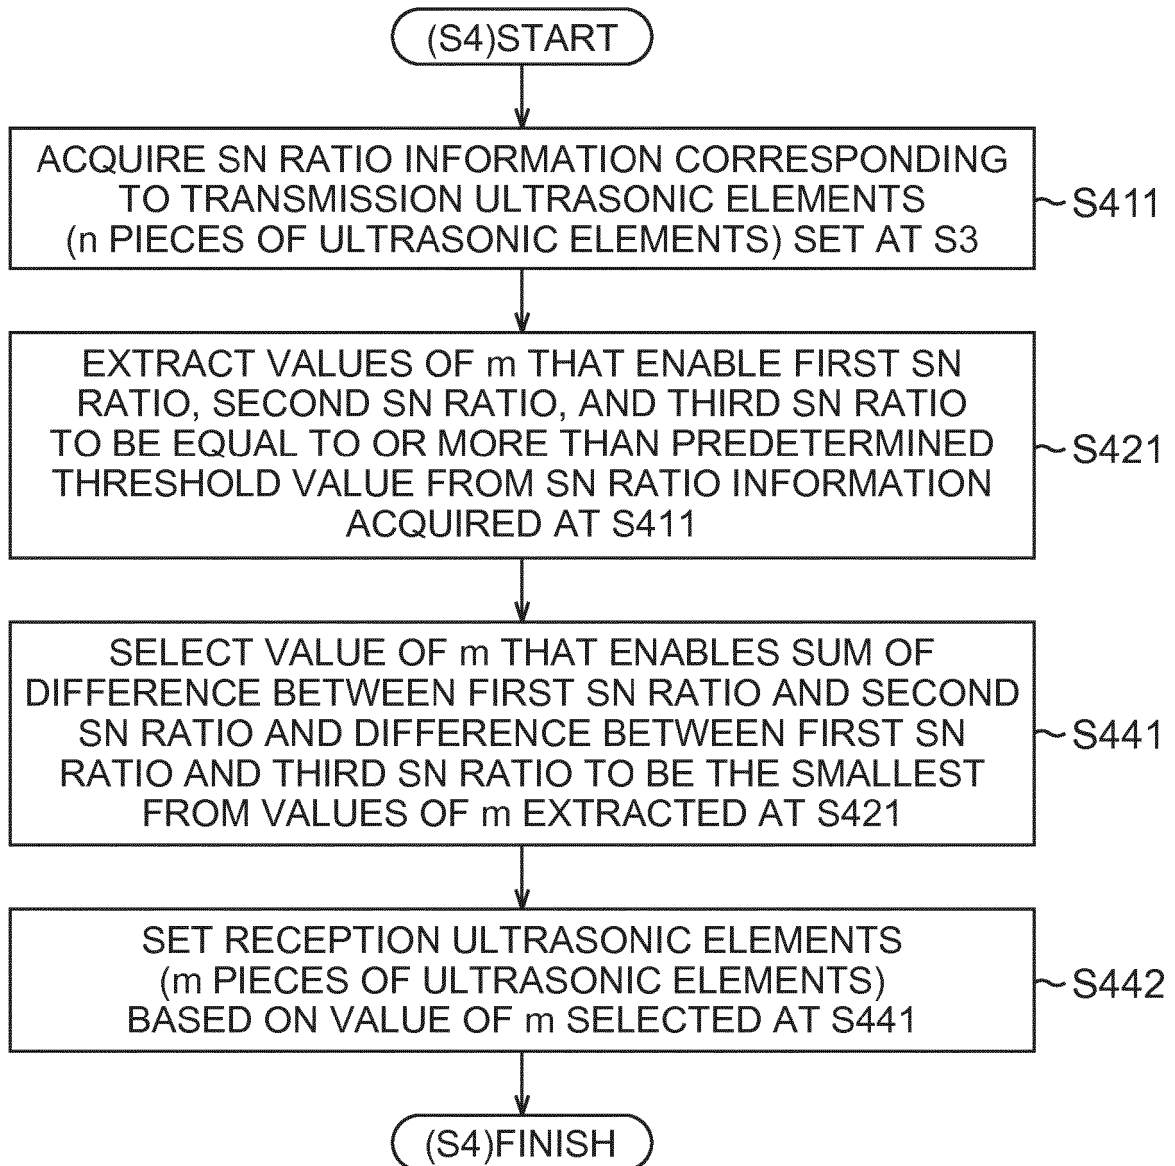 (S4)START
ACQUIRE SN RATIO INFORMATION CORRESPONDING
TO TRANSMISSION ULTRASONIC ELEMENTS
(n PIECES OF ULTRASONIC ELEMENTS) SET AT S3
S411
EXTRACT VALUES OF m THAT ENABLE FIRST SN
RATIO, SECOND SN RATIO, AND THIRD SN RATIO
TO BE EQUAL TO OR MORE THAN PREDETERMINED
THRESHOLD VALUE FROM SN RATIO INFORMATION
ACQUIRED AT S411
S421
SELECT VALUE OF m THAT ENABLES SUM OF
DIFFERENCE BETWEEN FIRST SN RATIO AND SECOND
SN RATIO AND DIFFERENCE BETWEEN FIRST SN
RATIO AND THIRD SN RATIO TO BE THE SMALLEST
FROM VALUES OF m EXTRACTED AT S421
S441
SET RECEPTION ULTRASONIC ELEMENTS
(m PIECES OF ULTRASONIC ELEMENTS)
BASED ON VALUE OF m SELECTED AT S441
S442
(S4)FINISH